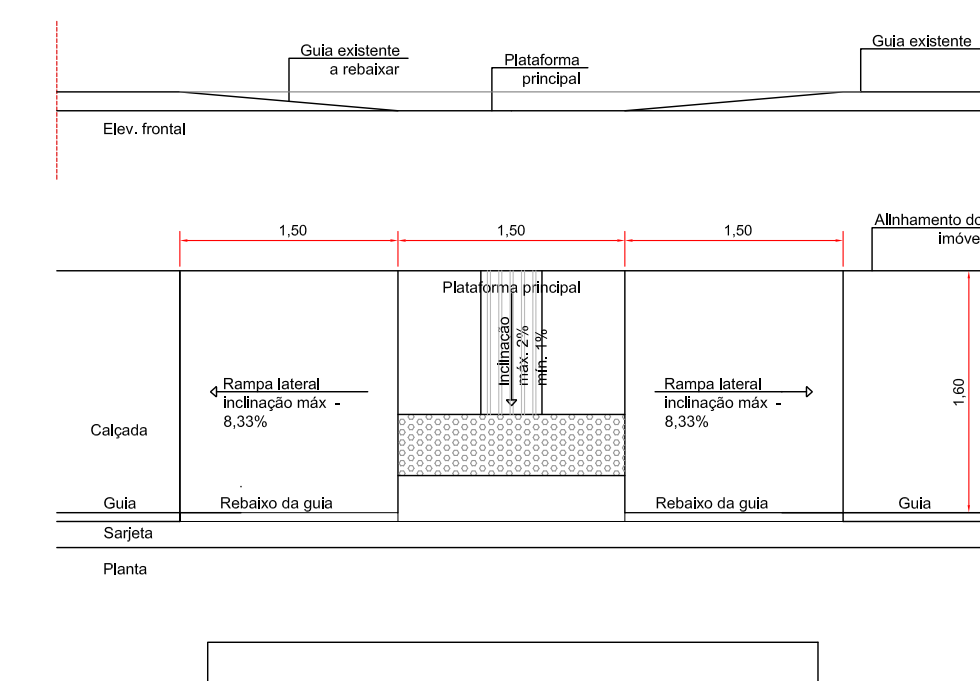 Guia existente
a rebaixar
Plataforma
principal
Guia existente
Elev. frontal
1,50
1,50
1,50
Alinhamento do
imóve
Plataforma principal
Inclinação
máx. 2%
mín. 1%
Rampa lateral
inclinação máx -
8,33%
Rampa lateral
inclinação máx -
8,33%
1,60
Calçada
Guia
Rebaixo da guia
Rebaixo da guia
Guia
Sarjeta
Planta